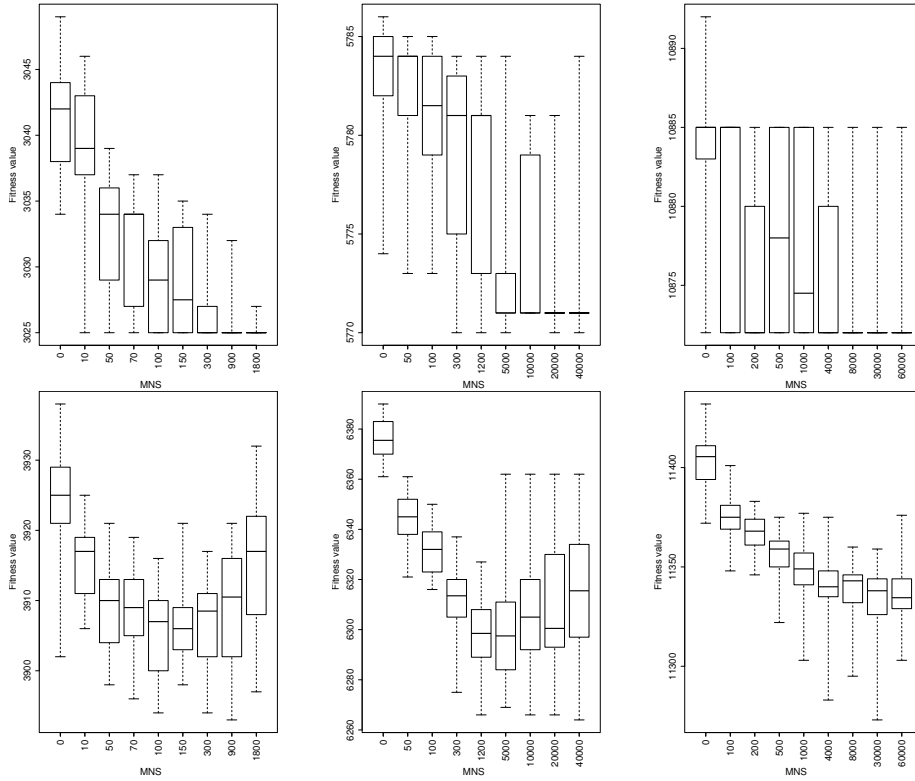 Fitness value
3025 3030 3035 3040 3045
0 10 50 70 100 150 300 900 1800
MNS
Fitness value
5770 5775 5780 5785
0 50 100 300 1200 5000 10000 20000 40000
MNS
Fitness value
10875 10880 10885 10890
0 100 200 500 1000 4000 8000 30000 60000
MNS
Fitness value
3900 3910 3920 3930
0 10 50 70 100 150 300 900 1800
MNS
Fitness value
6260 6280 6300 6320 6340 6360 6380
0 50 100 300 1200 5000 10000 20000 40000
MNS
Fitness value
11300 11350 11400
0 100 200 500 1000 4000 8000 30000 60000
MNS